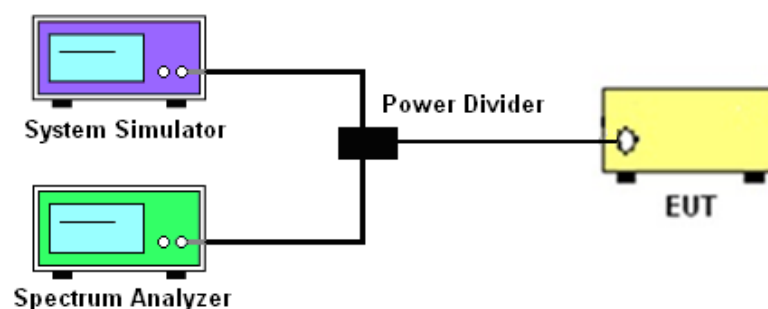 System Simulator
Power Divider
EUT
Spectrum Analyzer